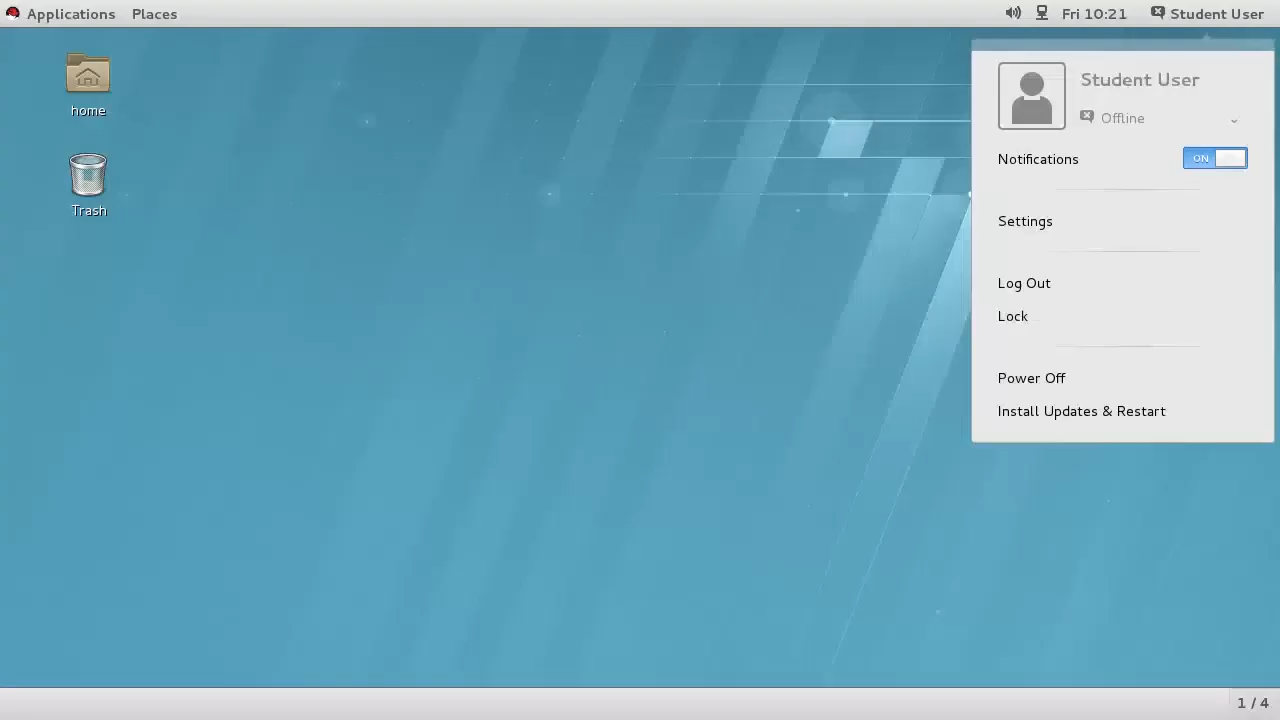 Applications Places Fri 10:21 Student User
home
Trash
Student User
Offline
Notifications ON
Settings
Log Out
Lock
Power Off
Install Updates & Restart
1 / 4